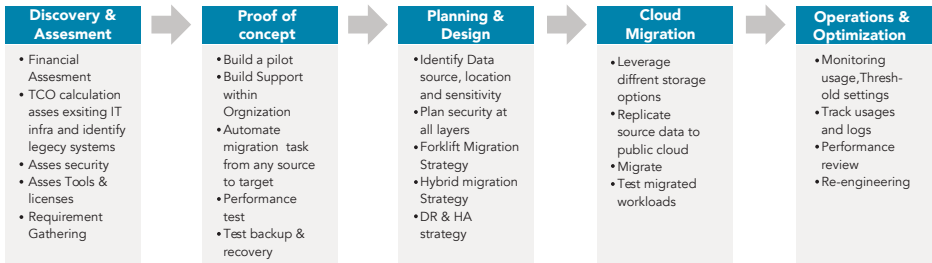 Discovery &
Assesment
• Financial
Assesment
• TCO calculation
asses exsiting IT
infra and identify
legecy systems
• Asses security
• Asses Tools &
licenses
• Requirement
Gathering
Proof of
concept
• Build a pilot
• Build Support
within
Orgnization
• Automate
migration task
from any source
to target
• Performance
test
• Test backup &
recovery
Planning &
Design
• Identify Data
source, location
and sensitivity
• Plan security at
all layers
• Forklift Migration
Strategy
• Hybrid migration
Strategy
• DR & HA
strategy
Cloud
Migration
• Leverage
diffrent storage
options
• Replicate
source data to
public cloud
• Migrate
• Test migrated
workloads
Operations &
Optimization
• Monitoring
usage,Thresh-
old settings
• Track usages
and logs
• Performance
review
• Re-engineering